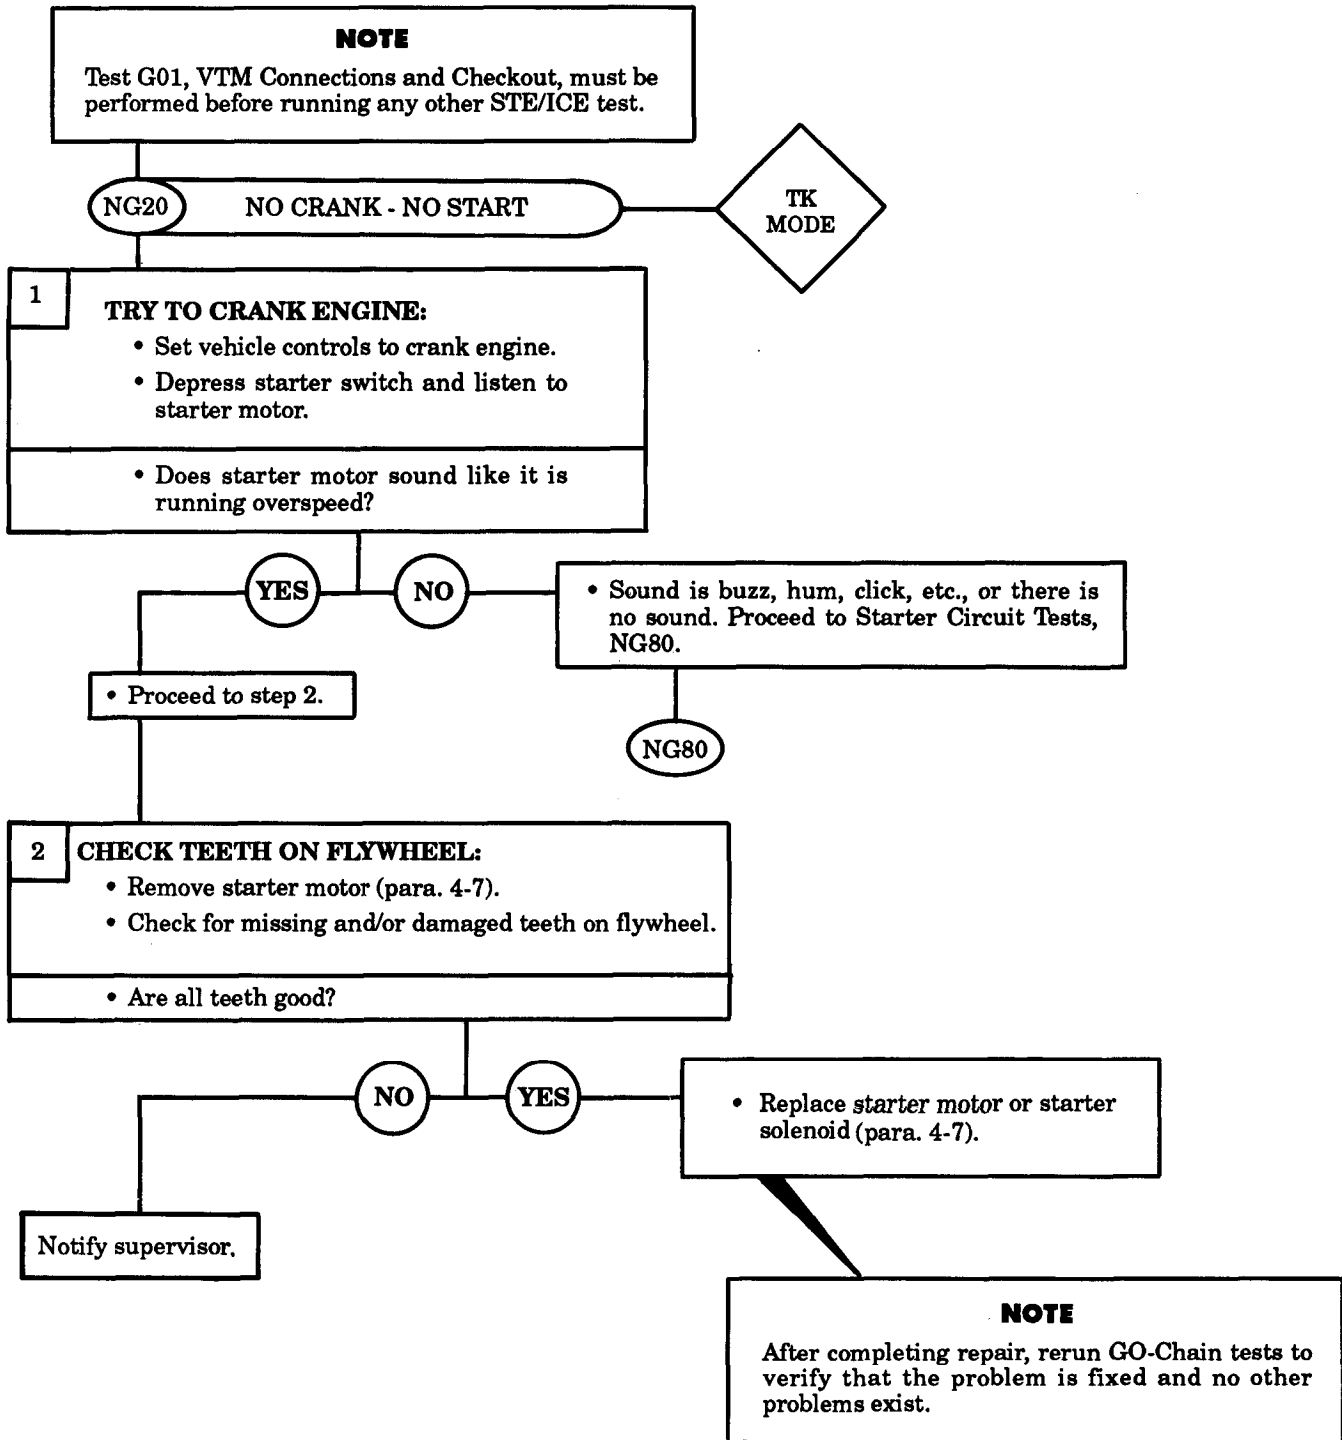 NOTE
Test G01, VTM Connections and Checkout, must be
performed before running any other STE/ICE test.
NG20
NO CRANK - NO START
TK
MODE
1
TRY TO CRANK ENGINE:
• Set vehicle controls to crank engine.
• Depress starter switch and listen to
starter motor.
• Does starter motor sound like it is
running overspeed?
YES
NO
• Sound is buzz, hum, click, etc., or there is
no sound. Proceed to Starter Circuit Tests,
NG80.
• Proceed to step 2.
NG80
2
CHECK TEETH ON FLYWHEEL:
• Remove starter motor (para. 4-7).
• Check for missing and/or damaged teeth on flywheel.
• Are all teeth good?
NO
YES
• Replace starter motor or starter
solenoid (para. 4-7).
Notify supervisor.
NOTE
After completing repair, rerun GO-Chain tests to
verify that the problem is fixed and no other
problems exist.